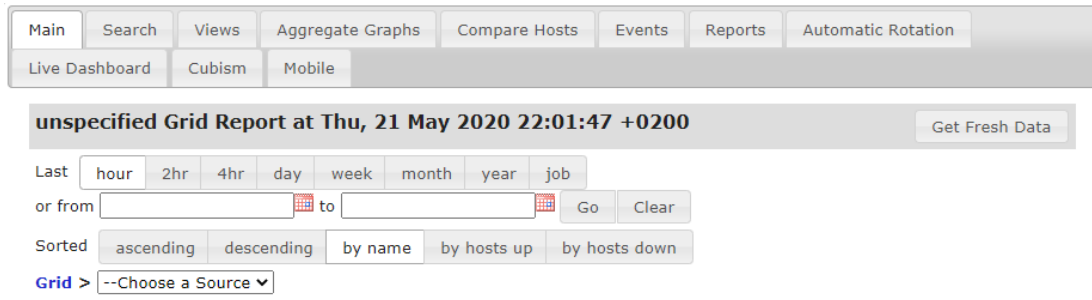 Main Search Views Aggregate Graphs Compare Hosts Events Reports Automatic Rotation
Live Dashboard Cubism Mobile
unspecified Grid Report at Thu, 21 May 2020 22:01:47 +0200 Get Fresh Data
Last hour 2hr 4hr day week month year job
or from to Go Clear
Sorted ascending descending by name by hosts up by hosts down
Grid > --Choose a Source